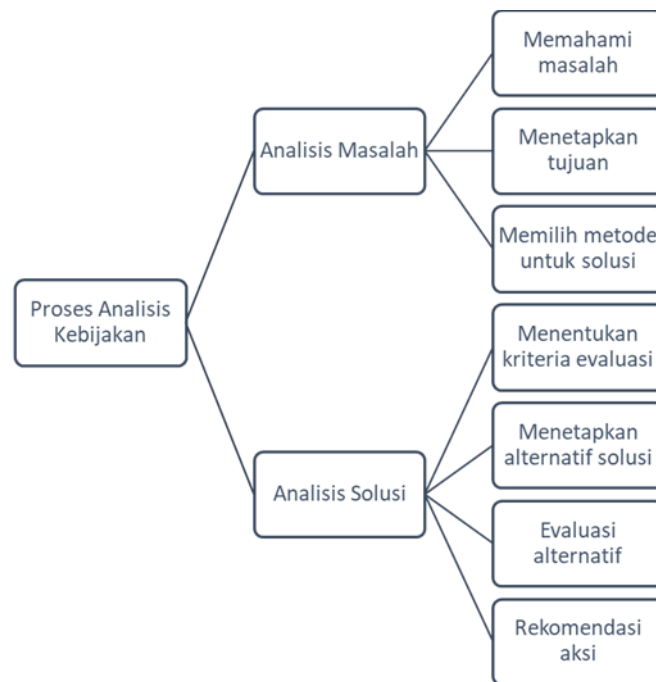 Proses Analisis
Kebijakan
Analisis Masalah
Memahami
masalah
Menetapkan
tujuan
Memilih metode
untuk solusi
Analisis Solusi
Menentukan
kriteria evaluasi
Menetapkan
alternatif solusi
Evaluasi
alternatif
Rekomendasi
aksi